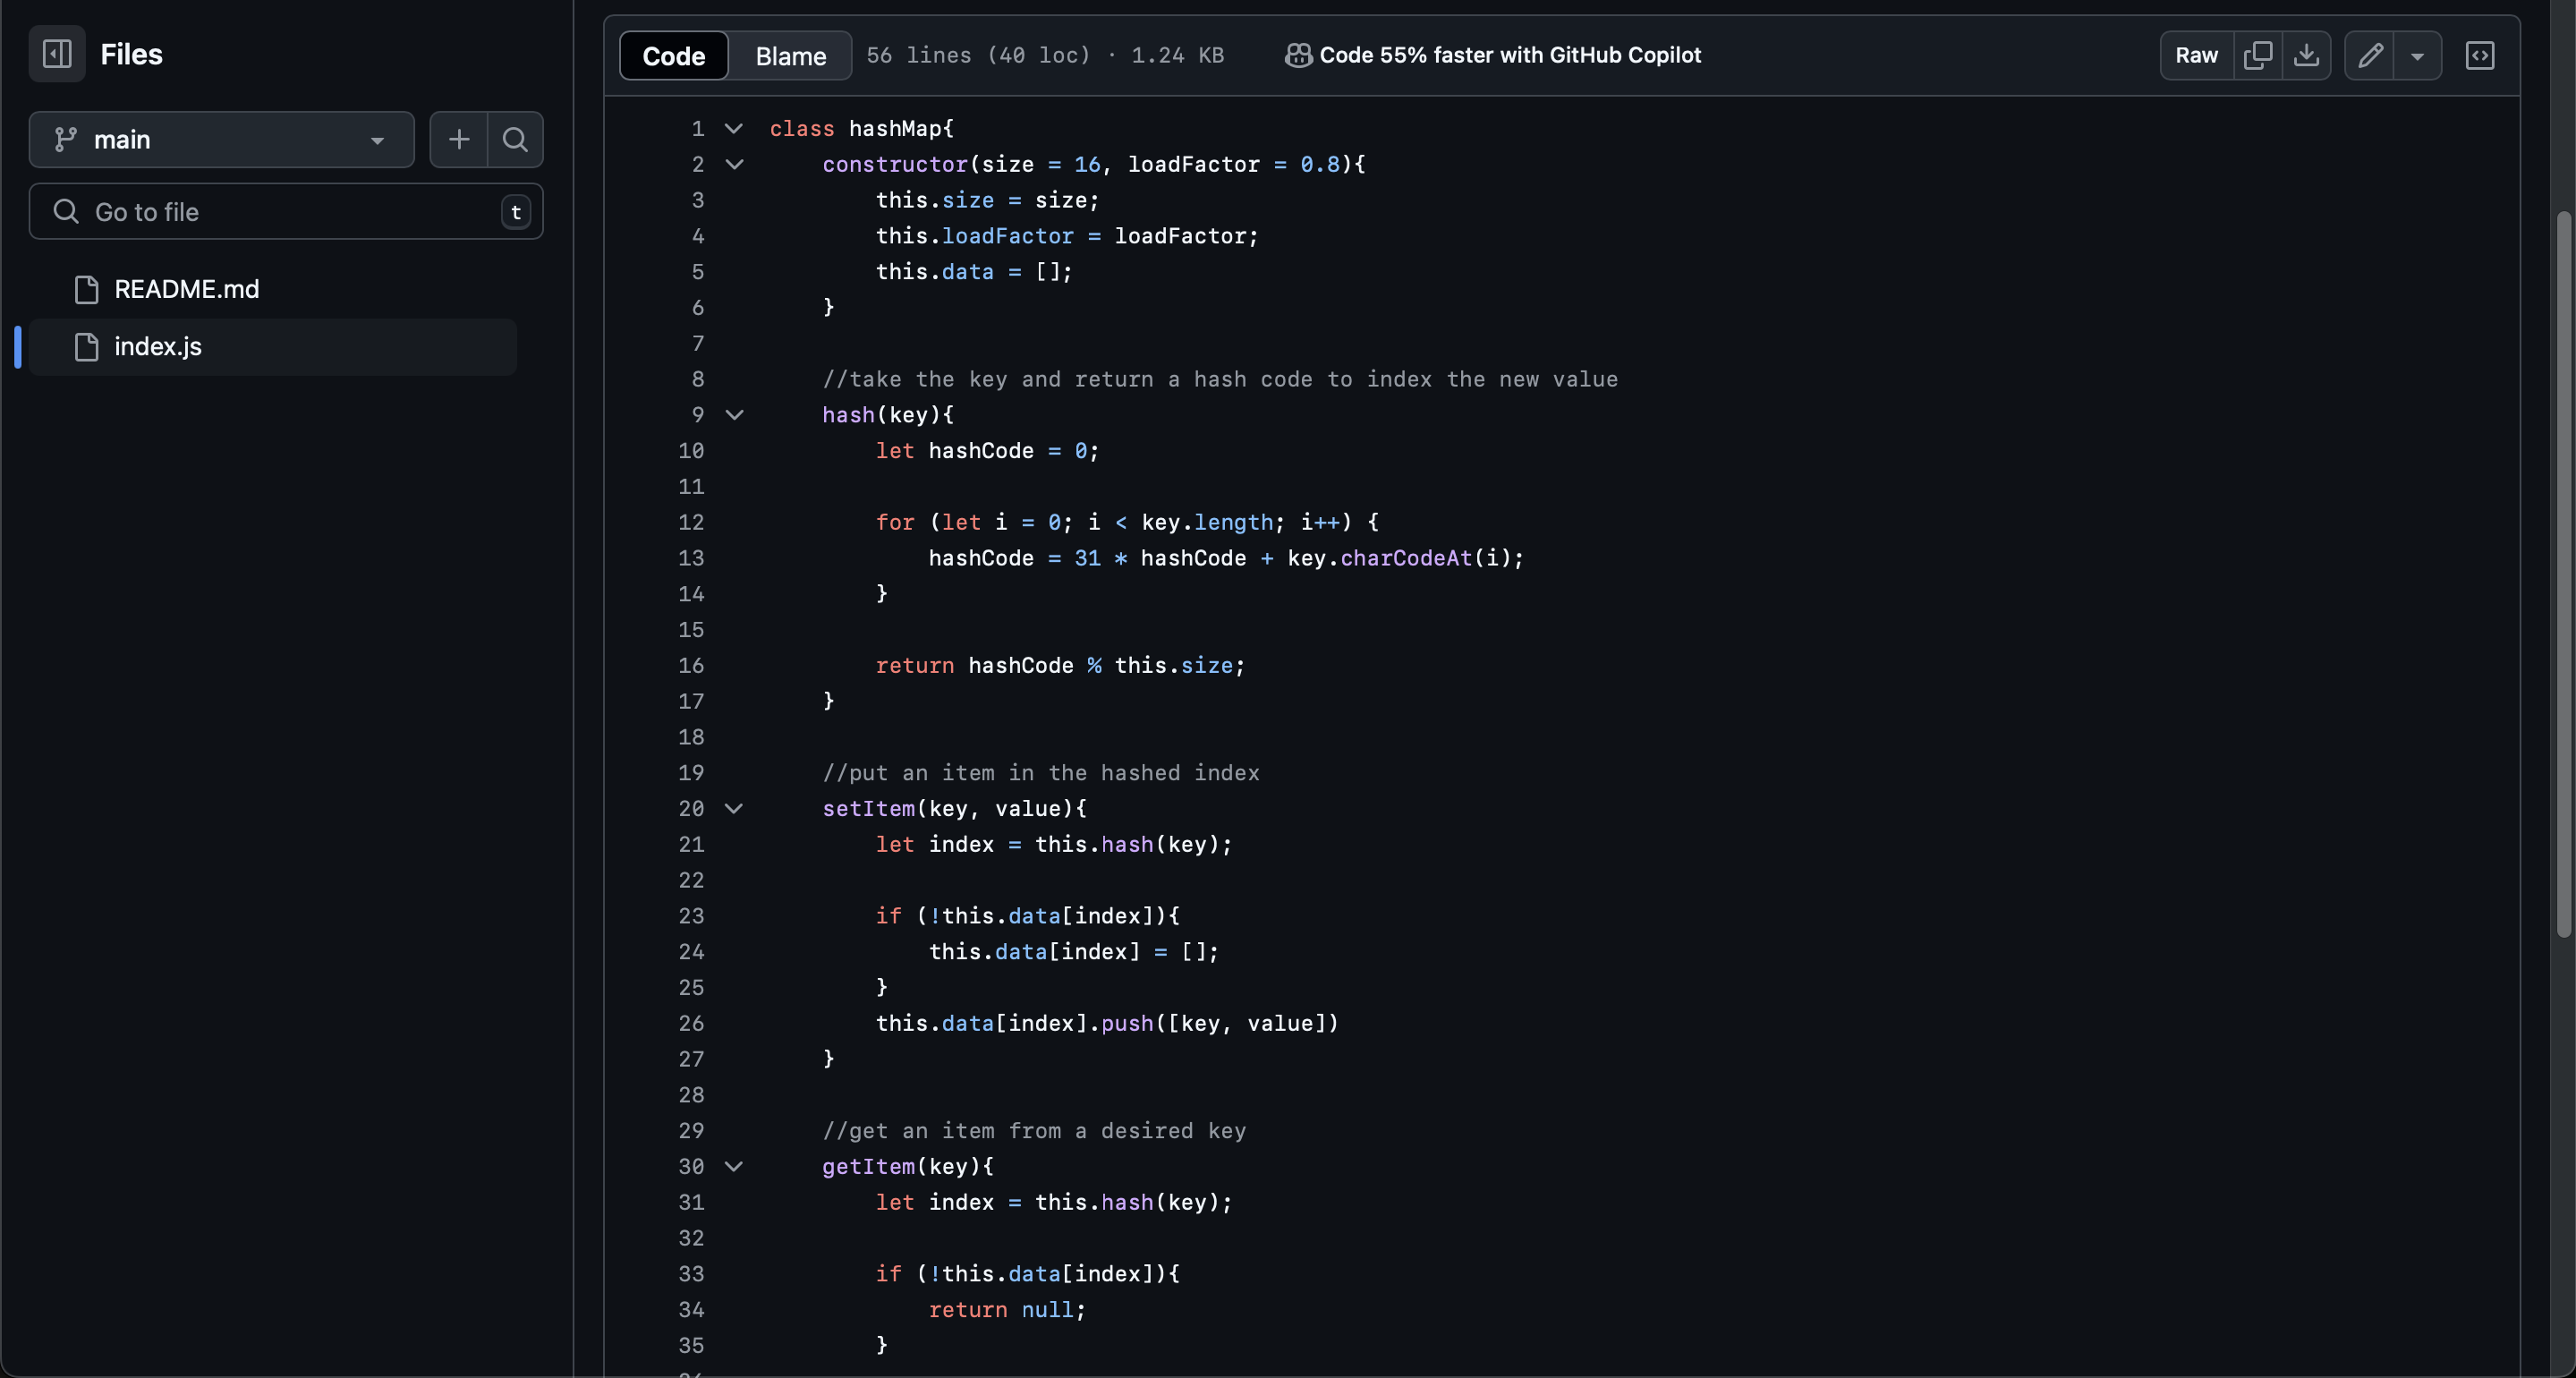 Files
main
Go to file
t
README.md
index.js
Code Blame 56 lines (40 loc) · 1.24 KB Code 55% faster with GitHub Copilot Raw
1 class hashMap{
2     constructor(size = 16, loadFactor = 0.8){
3         this.size = size;
4         this.loadFactor = loadFactor;
5         this.data = [];
6     }
7
8     //take the key and return a hash code to index the new value
9     hash(key){
10         let hashCode = 0;
11
12         for (let i = 0; i < key.length; i++) {
13             hashCode = 31 * hashCode + key.charCodeAt(i);
14         }
15
16         return hashCode % this.size;
17     }
18
19     //put an item in the hashed index
20     setItem(key, value){
21         let index = this.hash(key);
22
23         if (!this.data[index]){
24             this.data[index] = [];
25         }
26         this.data[index].push([key, value])
27     }
28
29     //get an item from a desired key
30     getItem(key){
31         let index = this.hash(key);
32
33         if (!this.data[index]){
34             return null;
35         }